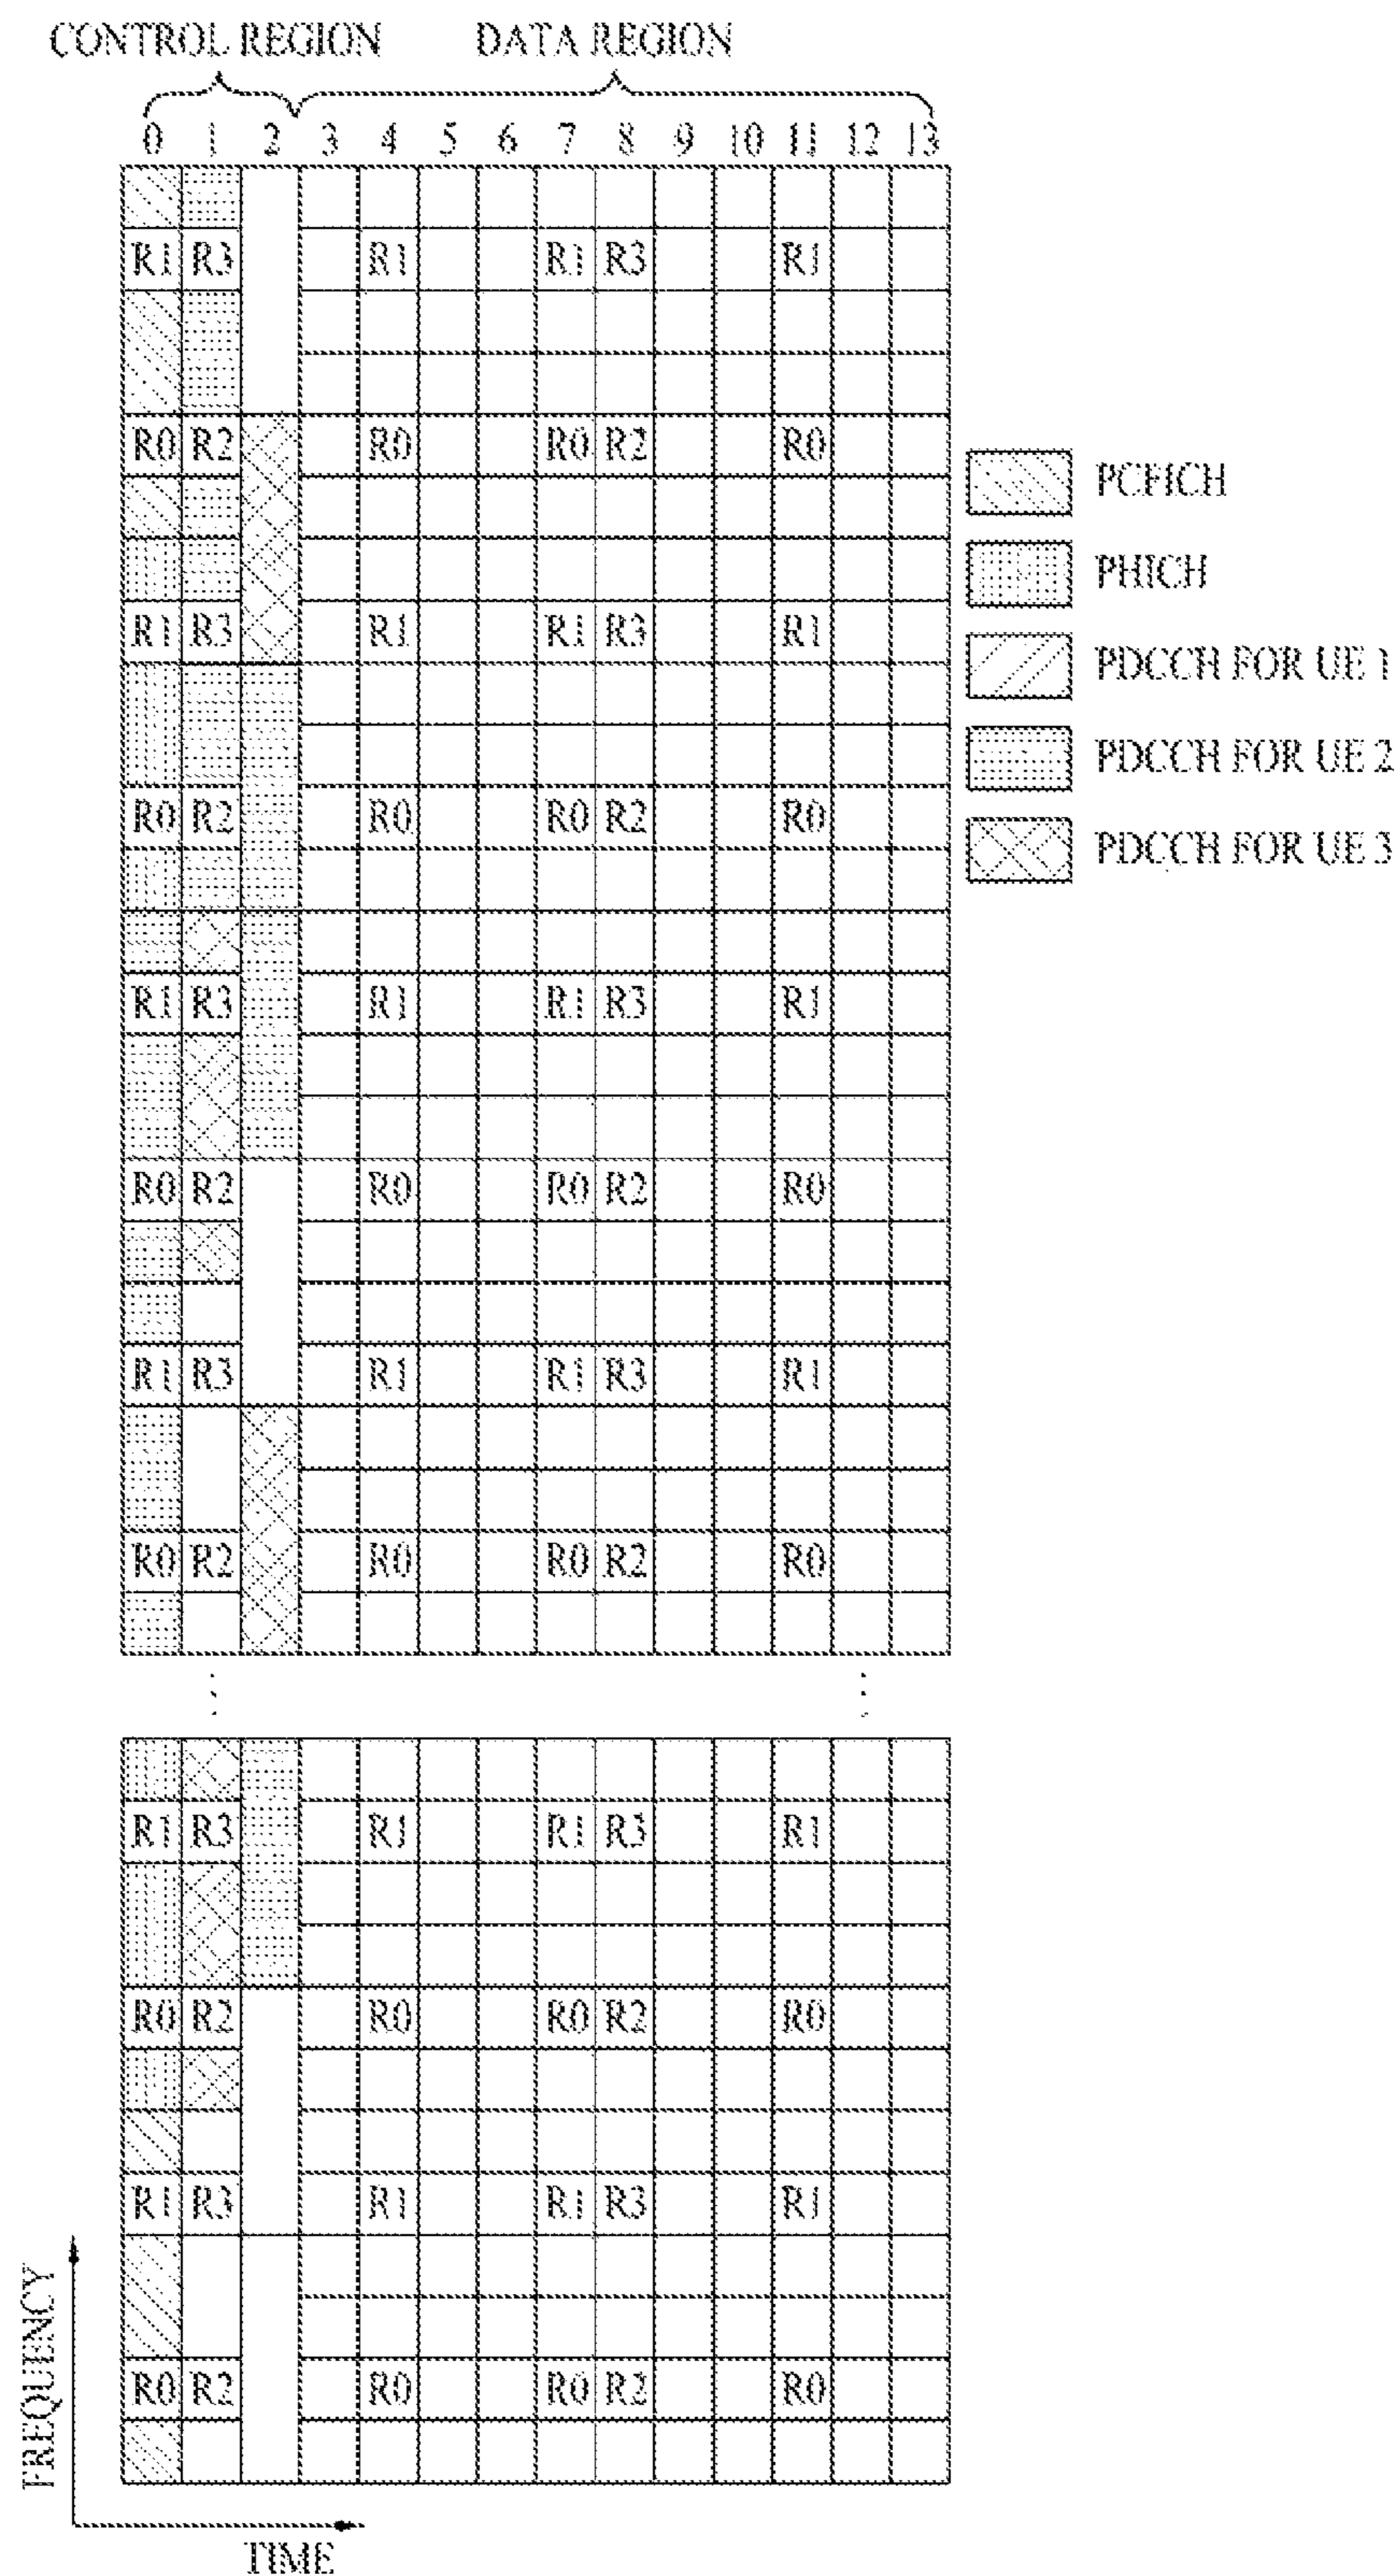 CONTROL REGION DATA REGION
0 1 2 3 4 5 6 7 8 9 10 11 12 13
R1 R3 R1 R1 R3 R1
R0 R2 R0 R0 R2 R0
PCFICH
PHICH
R1 R3 R1 R1 R3 R1
PDCCH FOR UE 1
PDCCH FOR UE 2
R0 R2 R0 R0 R2 R0
PDCCH FOR UE 3
R1 R3 R1 R1 R3 R1
R0 R2 R0 R0 R2 R0
R1 R3 R1 R1 R3 R1
R0 R2 R0 R0 R2 R0
R1 R3 R1 R1 R3 R1
R0 R2 R0 R0 R2 R0
R1 R3 R1 R1 R3 R1
R0 R2 R0 R0 R2 R0
FREQUENCY
TIME